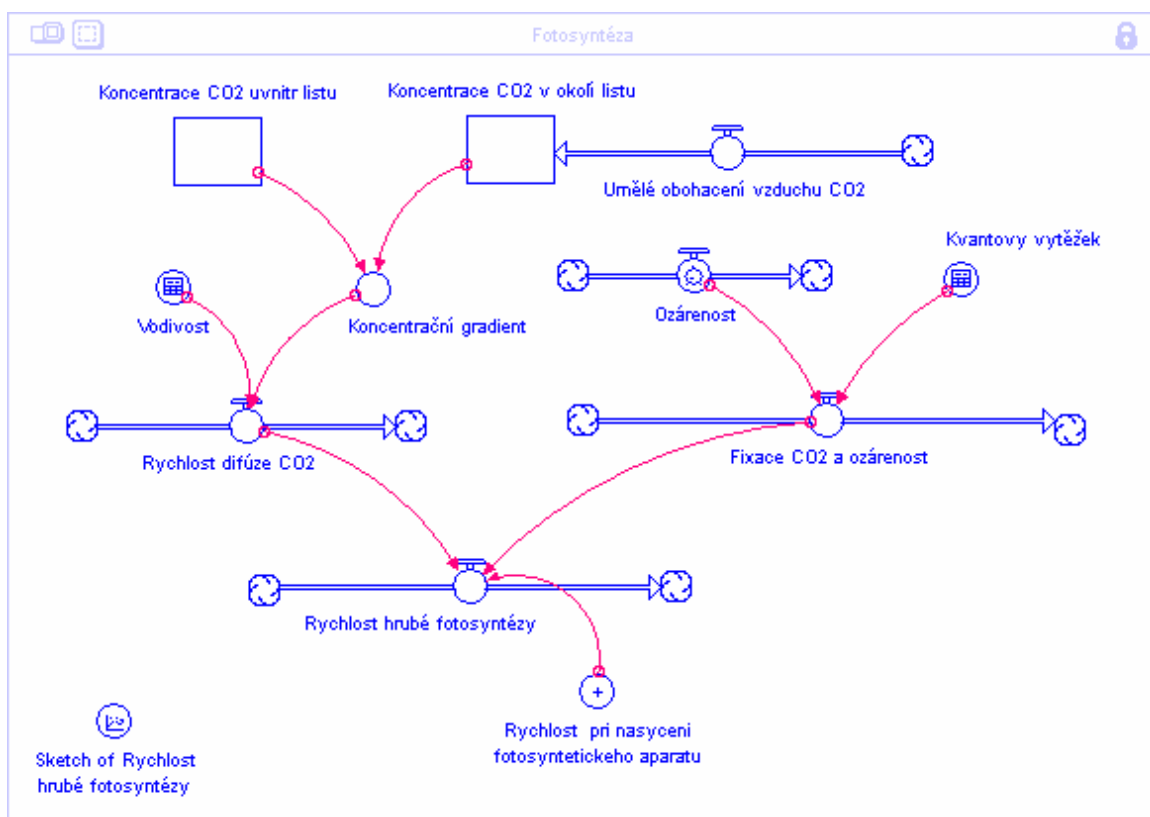 Fotosyntéza
Koncentrace CO2 uvnitr listu
Koncentrace CO2 v okolí listu
Umělé obohacení vzduchu CO2
Kvantovy vytěžek
Vodivost
Koncentrační gradient
Ozárenost
Rychlost difúze CO2
Fixace CO2 a ozárenost
Rychlost hrubé fotosyntézy
Rychlost pri nasyceni
fotosyntetickeho aparatu
Sketch of Rychlost
hrubé fotosyntézy